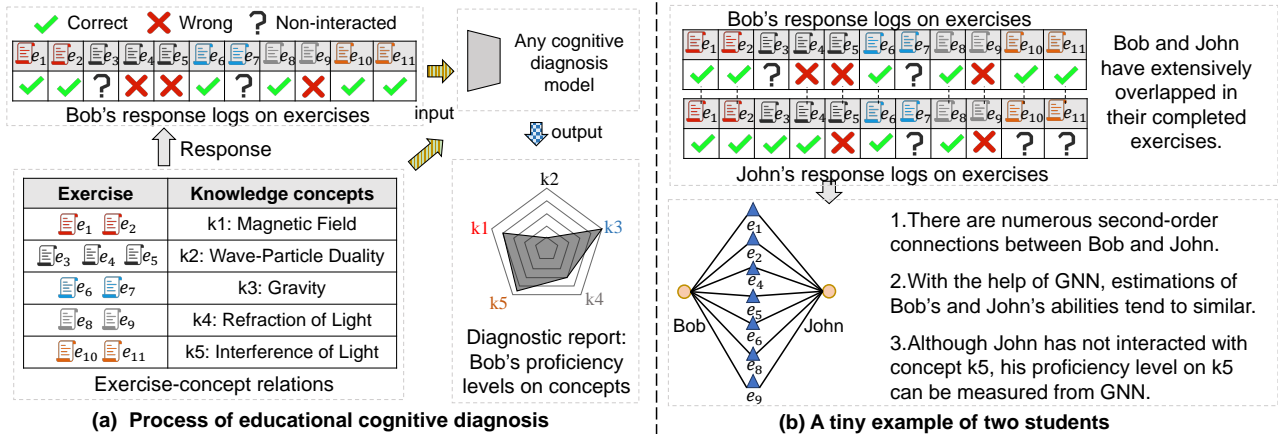 Correct Wrong Non-interacted
e1 e2 e3 e4 e5 e6 e7 e8 e9 e10 e11
?  ?
Bob's response logs on exercises
Response
input
Any cognitive
diagnosis
model
output
Exercise Knowledge concepts
e1 e2 k1: Magnetic Field
e3 e4 e5 k2: Wave-Particle Duality
e6 e7 k3: Gravity
e8 e9 k4: Refraction of Light
e10 e11 k5: Interference of Light
Exercise-concept relations
k2
k1 k3
k5 k4
Diagnostic report:
Bob's proficiency
levels on concepts
(a) Process of educational cognitive diagnosis
Bob's response logs on exercises
e1 e2 e3 e4 e5 e6 e7 e8 e9 e10 e11
? ?
e1 e2 e3 e4 e5 e6 e7 e8 e9 e10 e11
? ? ?
John's response logs on exercises
Bob and John
have extensively
overlapped in
their completed
exercises.
e1
e2
e4
e5
e6
e8
e9
Bob John
1.There are numerous second-order
connections between Bob and John.
2.With the help of GNN, estimations of
Bob's and John's abilities tend to similar.
3.Although John has not interacted with
concept k5, his proficiency level on k5
can be measured from GNN.
(b) A tiny example of two students